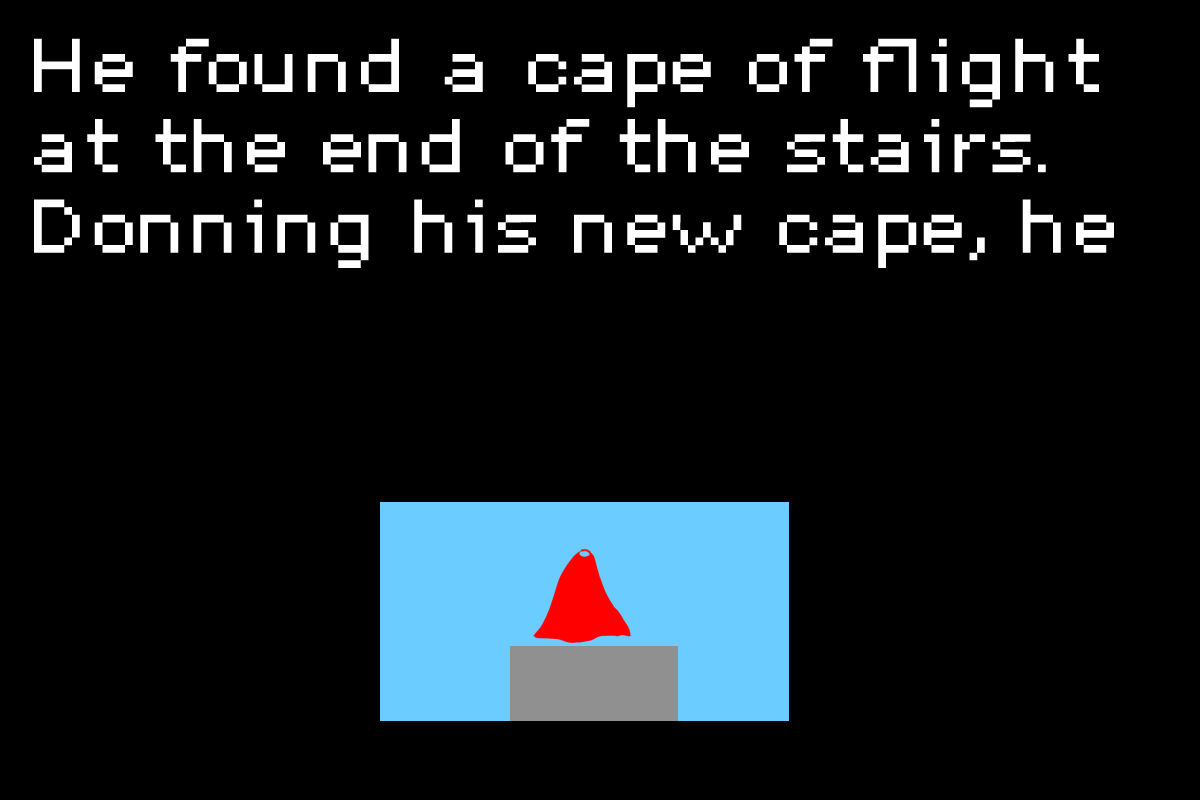 He found a cape of flight
at the end of the stairs.
Donning his new cape, he